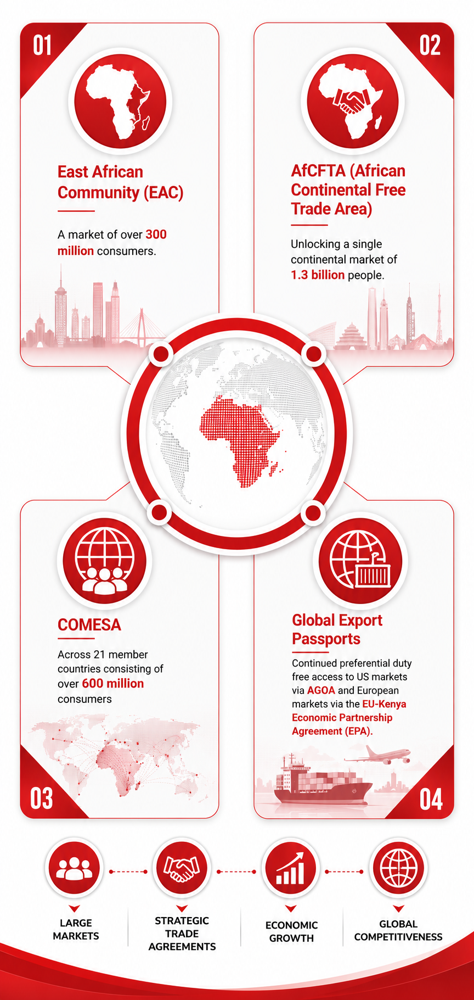 01
East African
Community (EAC)
A market of over 300
million consumers.
02
AfCFTA (African
Continental Free
Trade Area)
Unlocking a single
continental market of
1.3 billion people.
COMESA
Across 21 member
countries consisting of
over 600 million
consumers
03
Global Export
Passports
Continued preferential duty
free access to US markets
via AGOA and European
markets via the EU-Kenya
Economic Partnership
Agreement (EPA).
04
LARGE
MARKETS
STRATEGIC
TRADE
AGREEMENTS
ECONOMIC
GROWTH
GLOBAL
COMPETITIVENESS